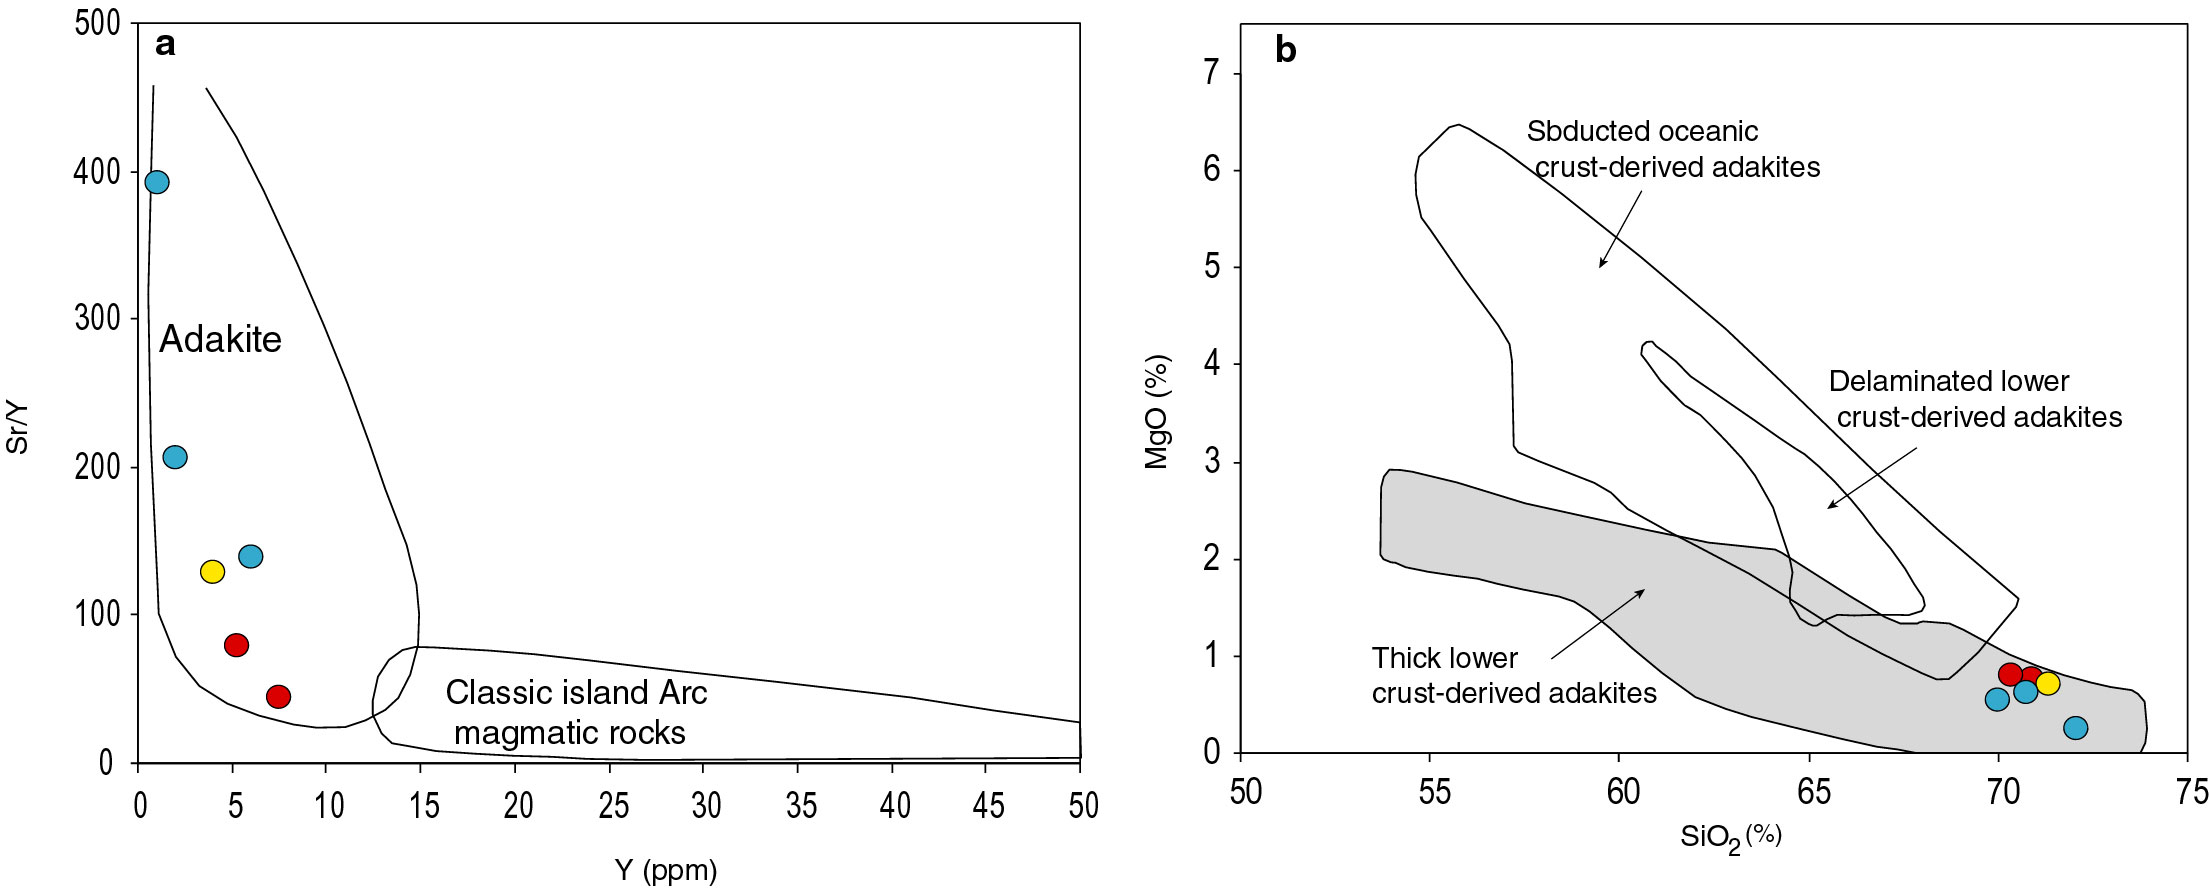 a
500
400
300
200
100
0
Sr/Y
Adakite
Classic island Arc
magmatic rocks
0 5 10 15 20 25 30 35 40 45 50
Y (ppm)
b
7
6
5
4
3
2
1
0
MgO (%)
Sbducted oceanic
crust-derived adakites
Delaminated lower
crust-derived adakites
Thick lower
crust-derived adakites
50 55 60 65 70 75
SiO2 (%)